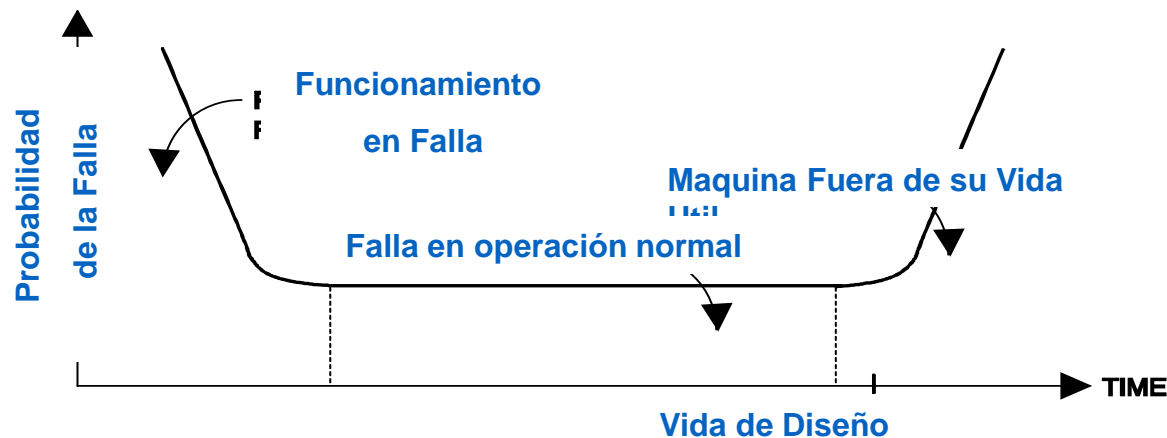 Probabilidad
de la Falla
Funcionamiento
en Falla
Maquina Fuera de su Vida
Util
Falla en operación normal
TIME
Vida de Diseño